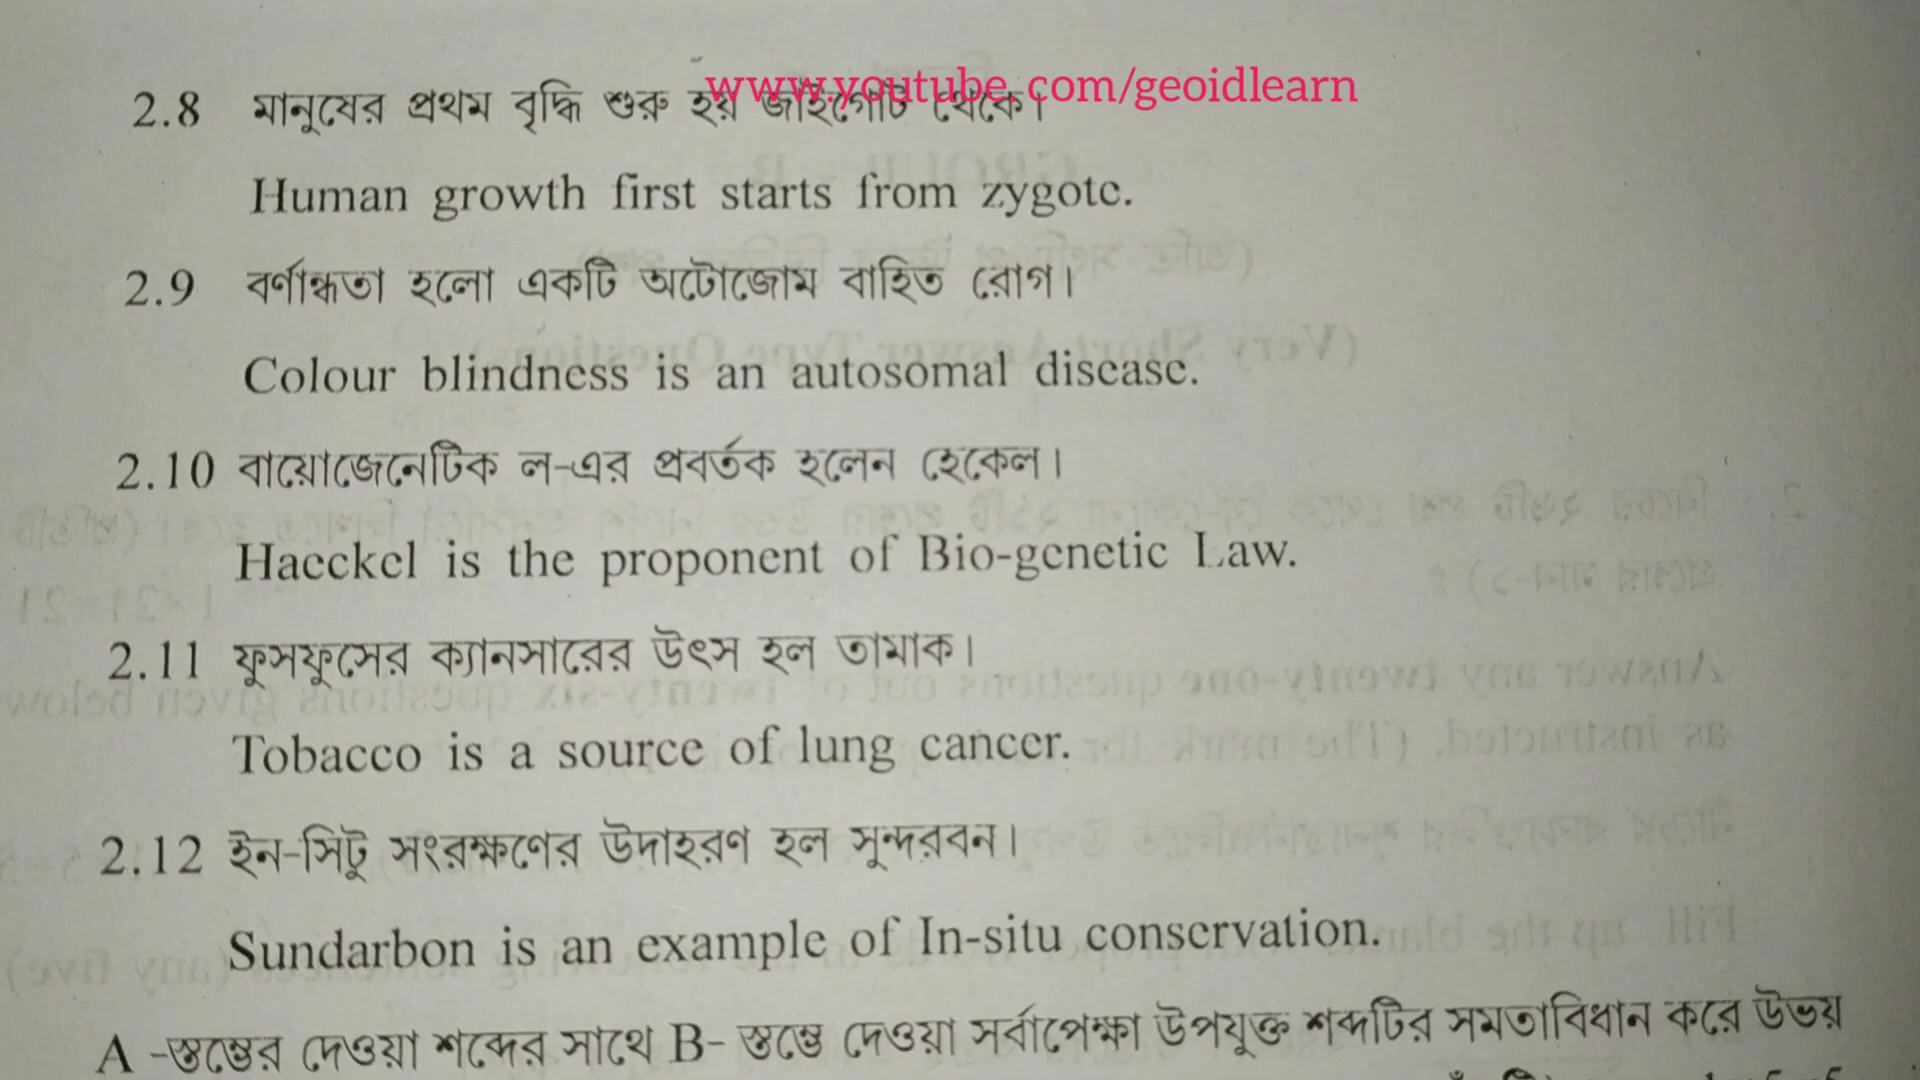 www.youtube.com/geoidlearn
2.8 মানুষের প্রথম বৃদ্ধি শুরু হয় জাইগোট থেকে।
Human growth first starts from zygote.
2.9 বর্ণান্ধতা হলো একটি অটোজোম বাহিত রোগ।
Colour blindness is an autosomal disease.
2.10 বায়োজেনেটিক ল-এর প্রবর্তক হলেন হেকেল।
Haeckel is the proponent of Bio-genetic Law.
2.11 ফুসফুসের ক্যানসারের উৎস হল তামাক।
Tobacco is a source of lung cancer.
2.12 ইন-সিটু সংরক্ষণের উদাহরণ হল সুন্দরবন।
Sundarbon is an example of In-situ conservation.
A -স্তম্ভের দেওয়া শব্দের সাথে B- স্তম্ভে দেওয়া সর্বাপেক্ষা উপযুক্ত শব্দটির সমতাবিধান করে উভয়